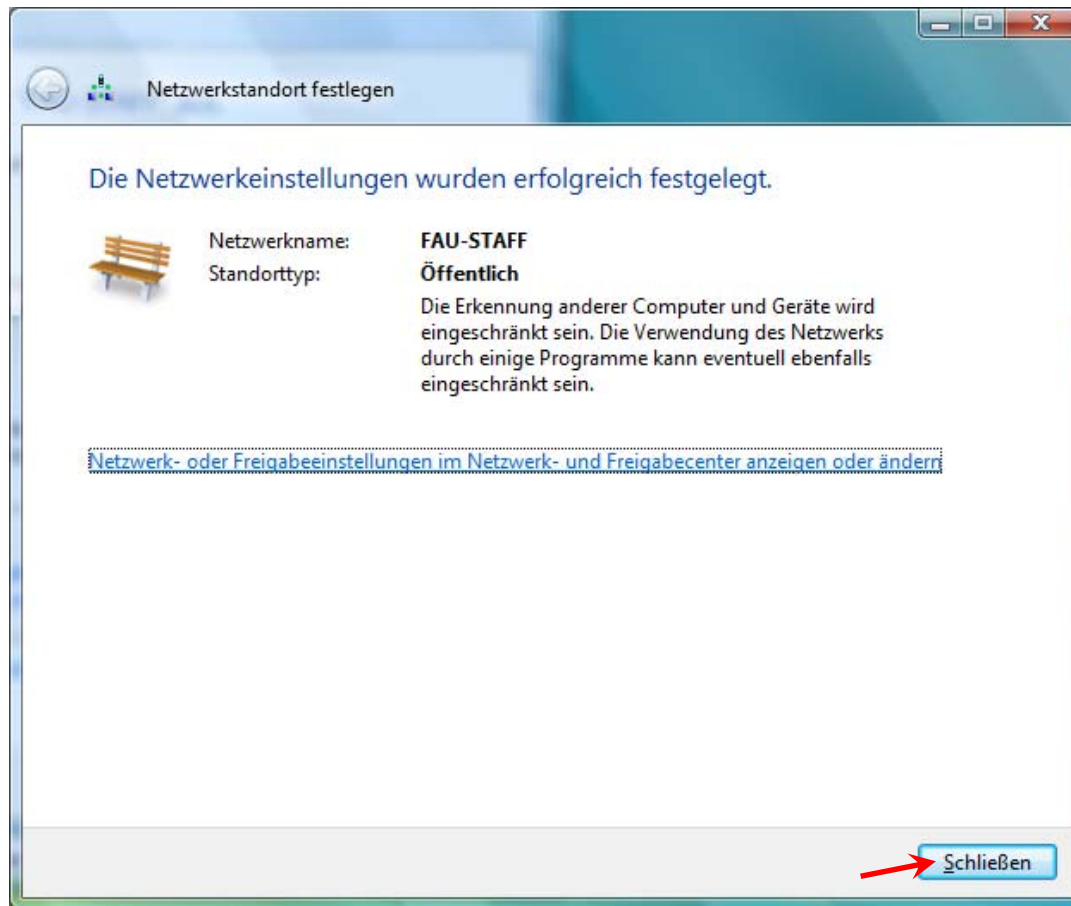 Netzwerkstandort festlegen
Die Netzwerkeinstellungen wurden erfolgreich festgelegt.
Netzwerkname: FAU-STAFF
Standorttyp: Öffentlich
Die Erkennung anderer Computer und Geräte wird
eingeschränkt sein. Die Verwendung des Netzwerks
durch einige Programme kann eventuell ebenfalls
eingeschränkt sein.
Netzwerk- oder Freigabeeinstellungen im Netzwerk- und Freigabecenter anzeigen oder ändern
Schließen